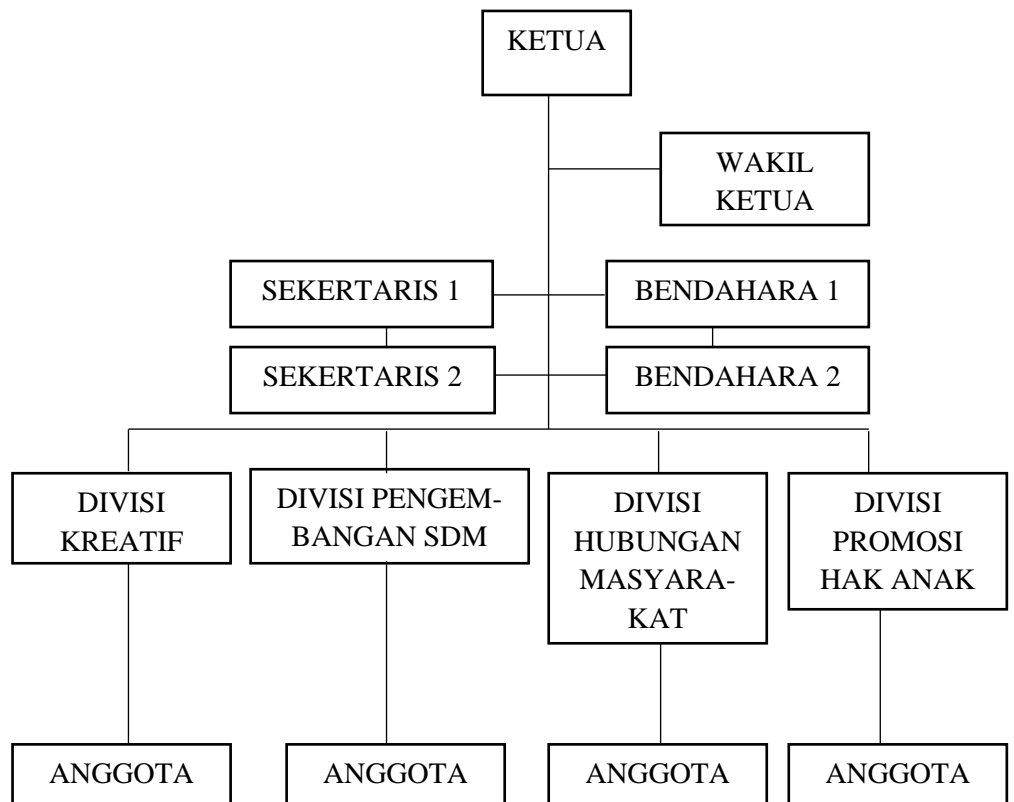 KETUA
WAKIL
KETUA
SEKERTARIS 1
BENDAHARA 1
SEKERTARIS 2
BENDAHARA 2
DIVISI
KREATIF
DIVISI PENGEM-
BANGAN SDM
DIVISI
HUBUNGAN
MASYARA-
KAT
DIVISI
PROMOSI
HAK ANAK
ANGGOTA
ANGGOTA
ANGGOTA
ANGGOTA